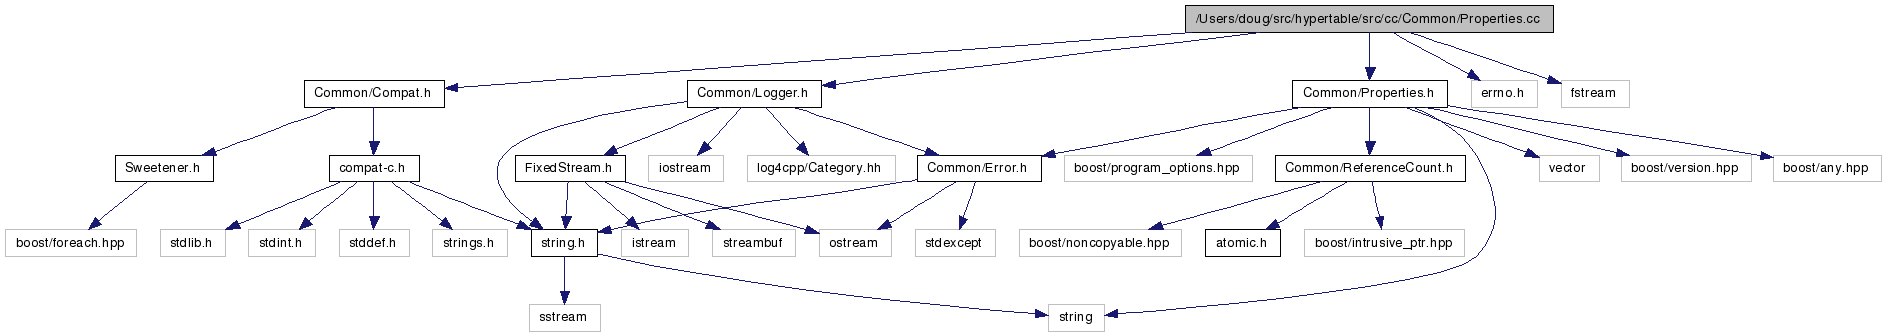 /Users/doug/src/hypertable/src/cc/Common/Properties.cc
Common/Compat.h
Common/Logger.h
Common/Properties.h
errno.h
fstream
Sweetener.h
compat-c.h
FixedStream.h
iostream
log4cpp/Category.hh
Common/Error.h
boost/program_options.hpp
Common/ReferenceCount.h
vector
boost/version.hpp
boost/any.hpp
boost/foreach.hpp
stdlib.h
stdint.h
stddef.h
strings.h
string.h
istream
streambuf
ostream
stdexcept
boost/noncopyable.hpp
atomic.h
boost/intrusive_ptr.hpp
sstream
string